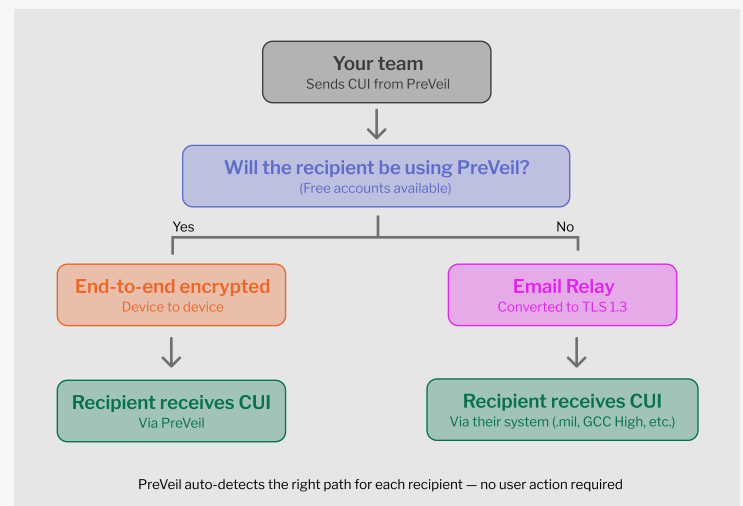 Your team
Sends CUI from PreVeil
Will the recipient be using PreVeil?
(Free accounts available)
Yes
No
End-to-end encrypted
Device to device
Email Relay
Converted to TLS 1.3
Recipient receives CUI
Via PreVeil
Recipient receives CUI
Via their system (.mil, GCC High, etc.)
PreVeil auto-detects the right path for each recipient — no user action required